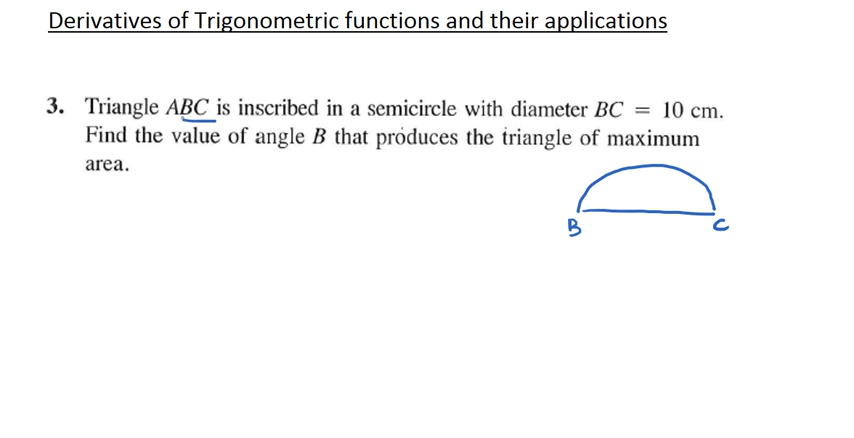 Derivatives of Trigonometric functions and their applications
3. Triangle ABC is inscribed in a semicircle with diameter BC = 10 cm.
Find the value of angle B that produces the triangle of maximum
area.
B C